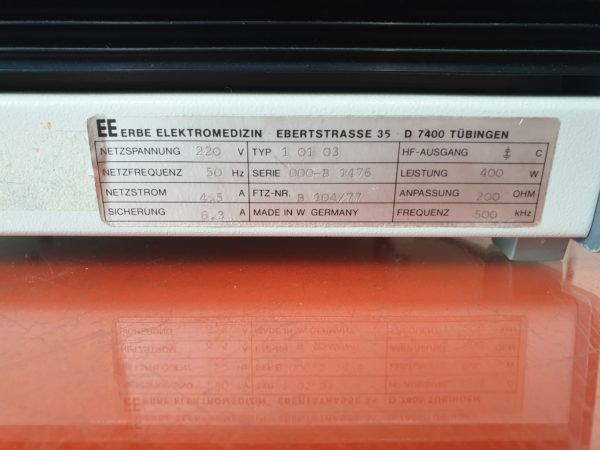 EE ERBE ELEKTROMEDIZIN EBERTSTRASSE 35 D 7400 TÜBINGEN
NETZSPANNUNG 220 V TYP 1 01 03 HF-AUSGANG C
NETZFREQUENZ 50 Hz SERIE 000-B 1476 LEISTUNG 400 W
NETZSTROM 4,5 A FTZ-NR. B 104/77 ANPASSUNG 200 OHM
SICHERUNG 6,3 A MADE IN W. GERMANY FREQUENZ 500 kHz